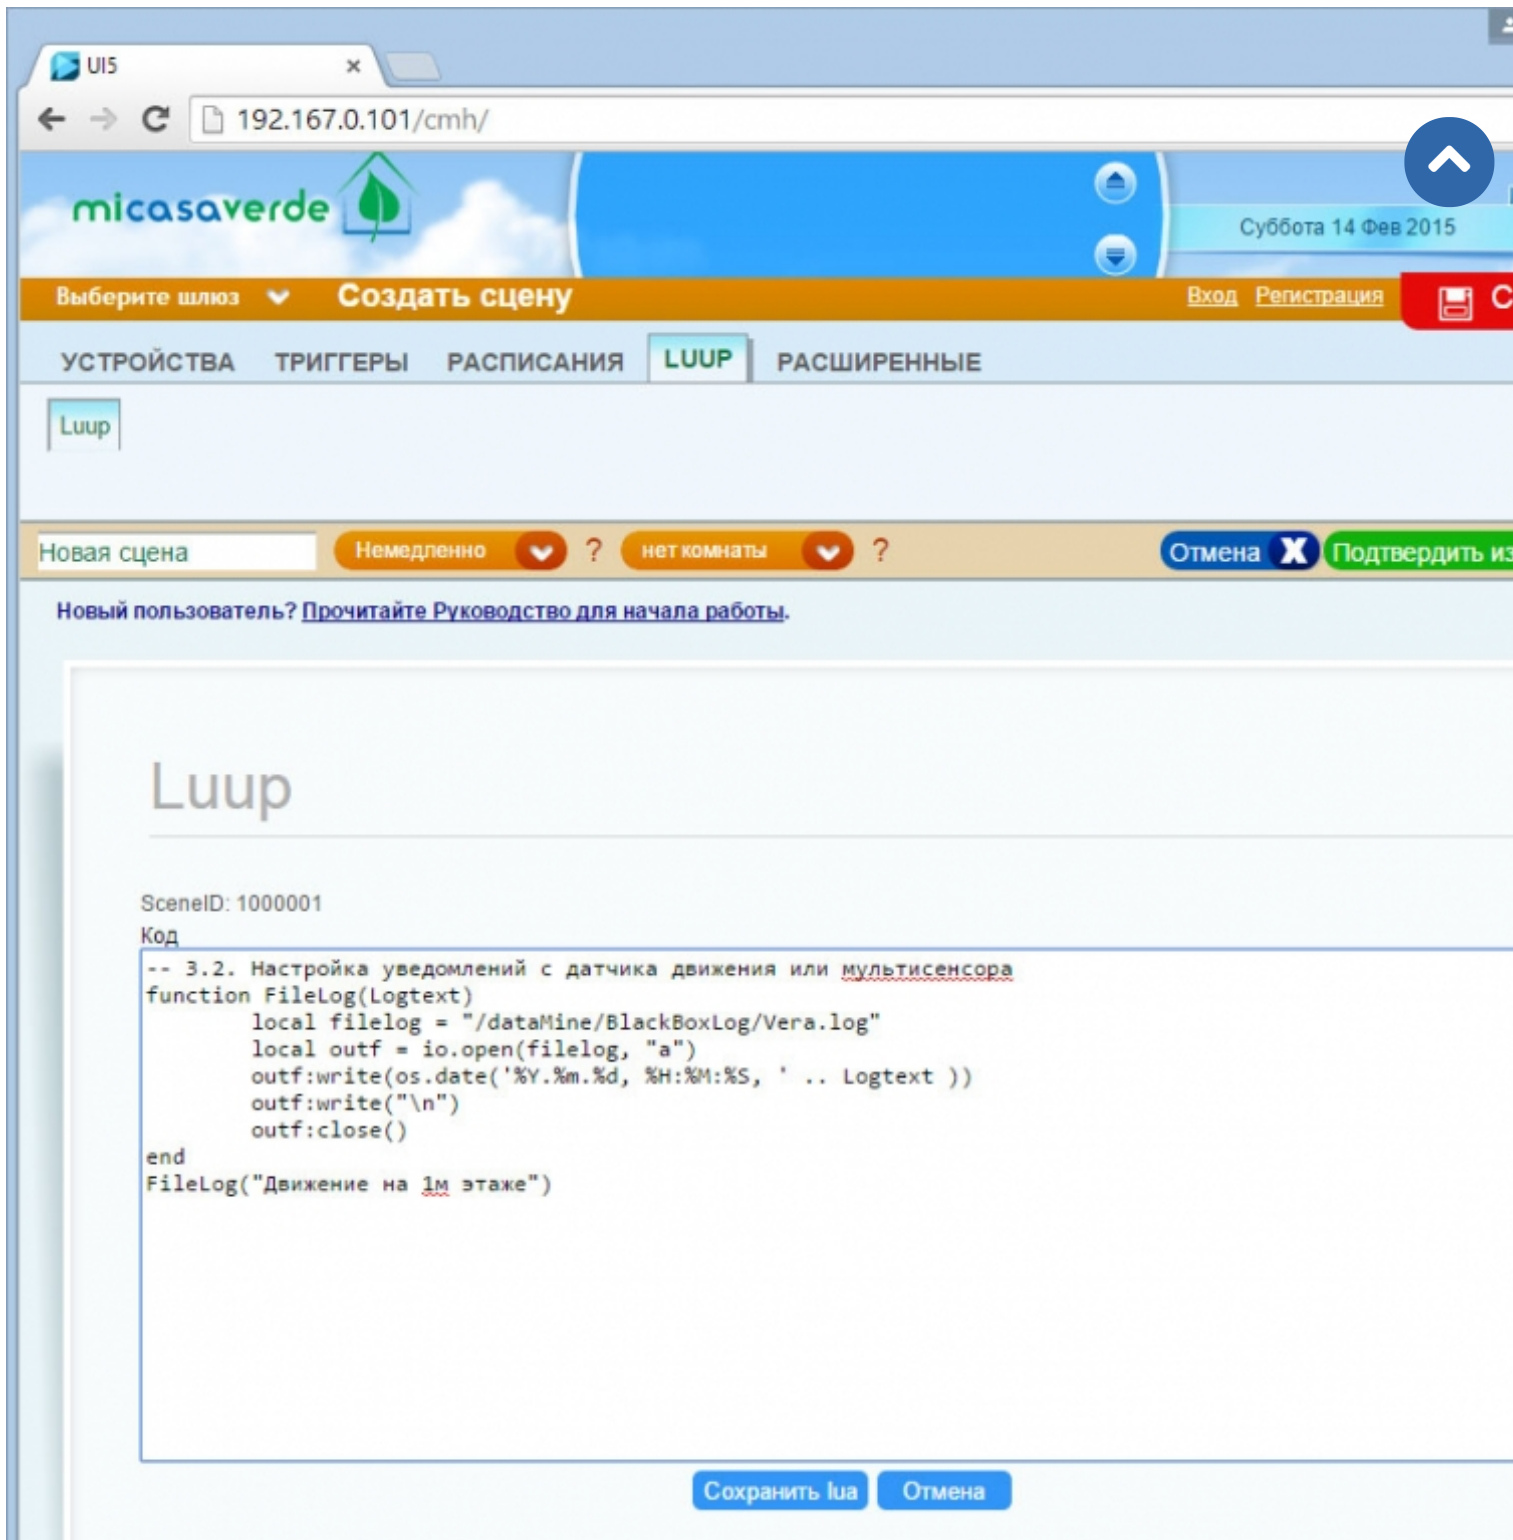 UI5
192.167.0.101/cmh/
micasaverde
Суббота 14 Фев 2015
Выберите шлюз Создать сцену Вход Регистрация С
УСТРОЙСТВА ТРИГГЕРЫ РАСПИСАНИЯ LUUP РАСШИРЕННЫЕ
Luup
Новая сцена Немедленно ? нет комнаты ? Отмена X Подтвердить из
Новый пользователь? Прочитайте Руководство для начала работы.
Luup
SceneID: 1000001
Код
-- 3.2. Настройка уведомлений с датчика движения или мультисенсора
function FileLog(Logtext)
local filelog = "/dataMine/BlackBoxLog/Vera.log"
local outf = io.open(filelog, "a")
outf:write(os.date('%Y.%m.%d, %H:%M:%S, ' .. Logtext ))
outf:write("\n")
outf:close()
end
FileLog("Движение на 1м этаже")
Сохранить lua Отмена